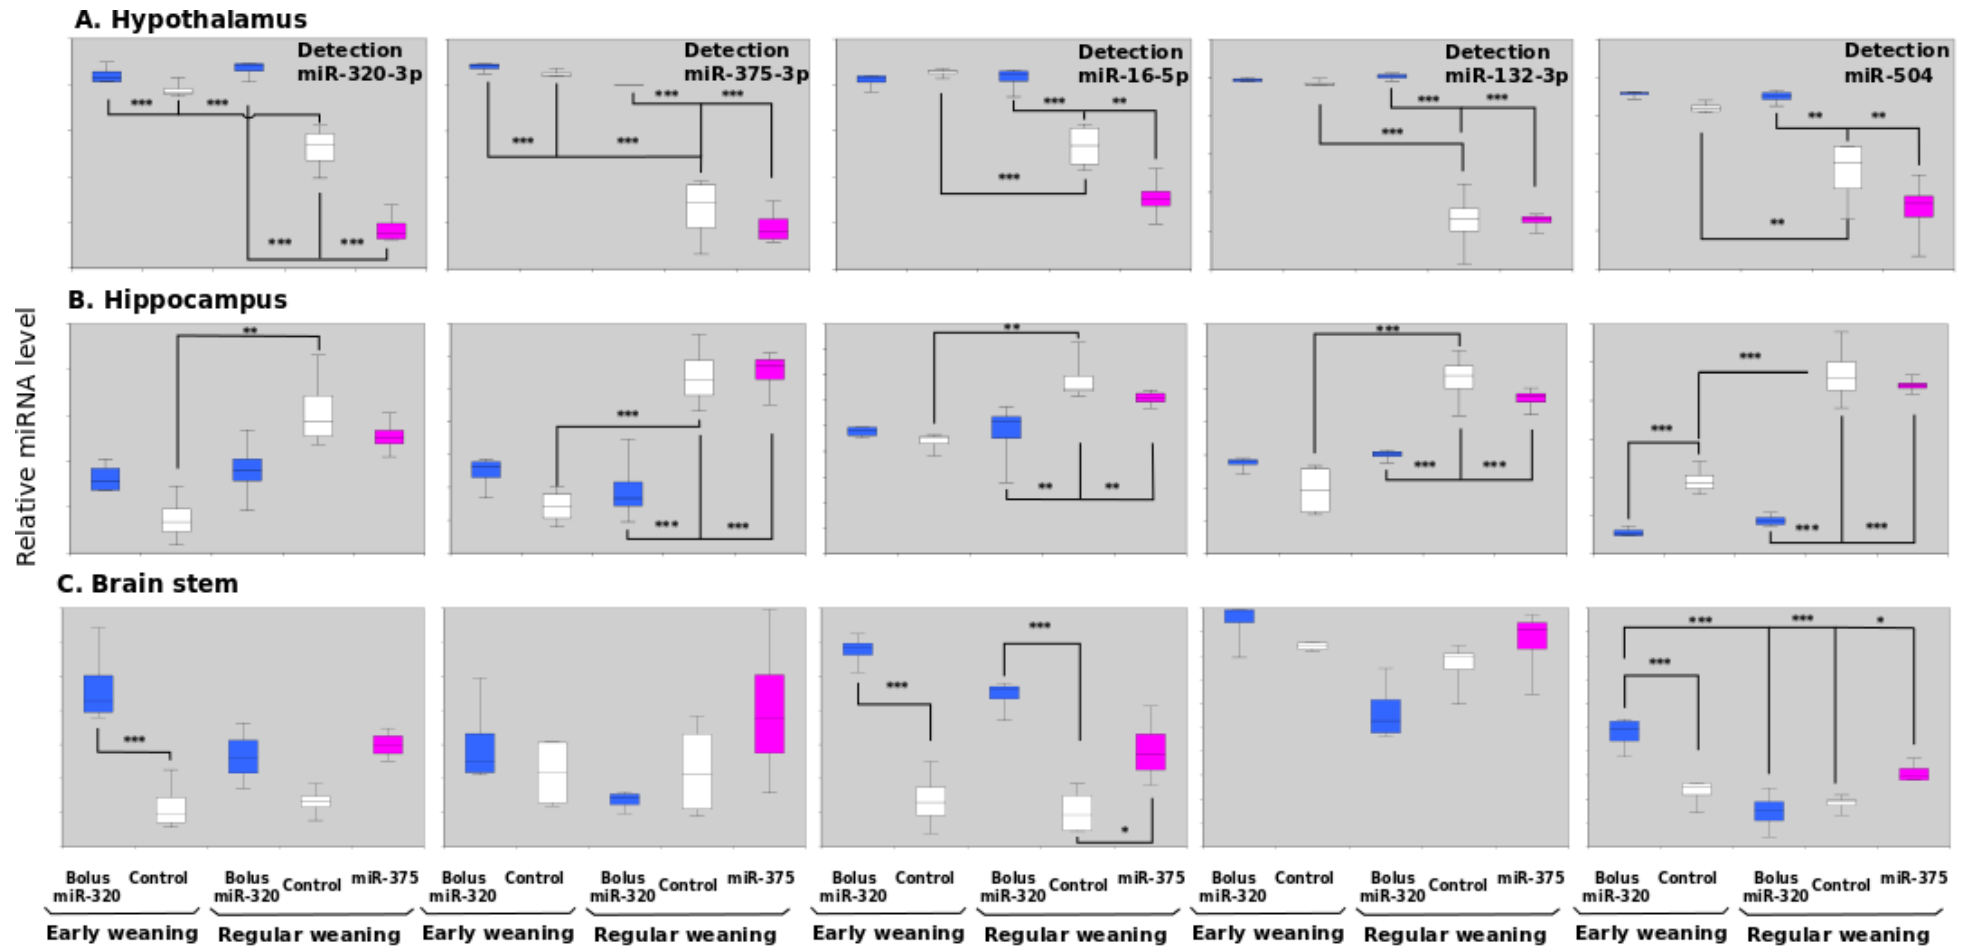 A. Hypothalamus
Detection
miR-320-3p
Detection
miR-375-3p
Detection
miR-16-5p
Detection
miR-132-3p
Detection
miR-504
*** *** *** ***
*** *** *** ***
*** ** ***
*** *** ***
** ** **
B. Hippocampus
**
*** *** ***
** ** **
*** *** ***
*** *** *** ***
Relative miRNA level
C. Brain stem
***
*** *** *
*** *** * ***
Bolus miR-320 Control Bolus miR-320 Control miR-375
Early weaning Regular weaning
Bolus miR-320 Control Bolus miR-320 Control miR-375
Early weaning Regular weaning
Bolus miR-320 Control Bolus miR-320 Control miR-375
Early weaning Regular weaning
Bolus miR-320 Control Bolus miR-320 Control miR-375
Early weaning Regular weaning
Bolus miR-320 Control Bolus miR-320 Control miR-375
Early weaning Regular weaning